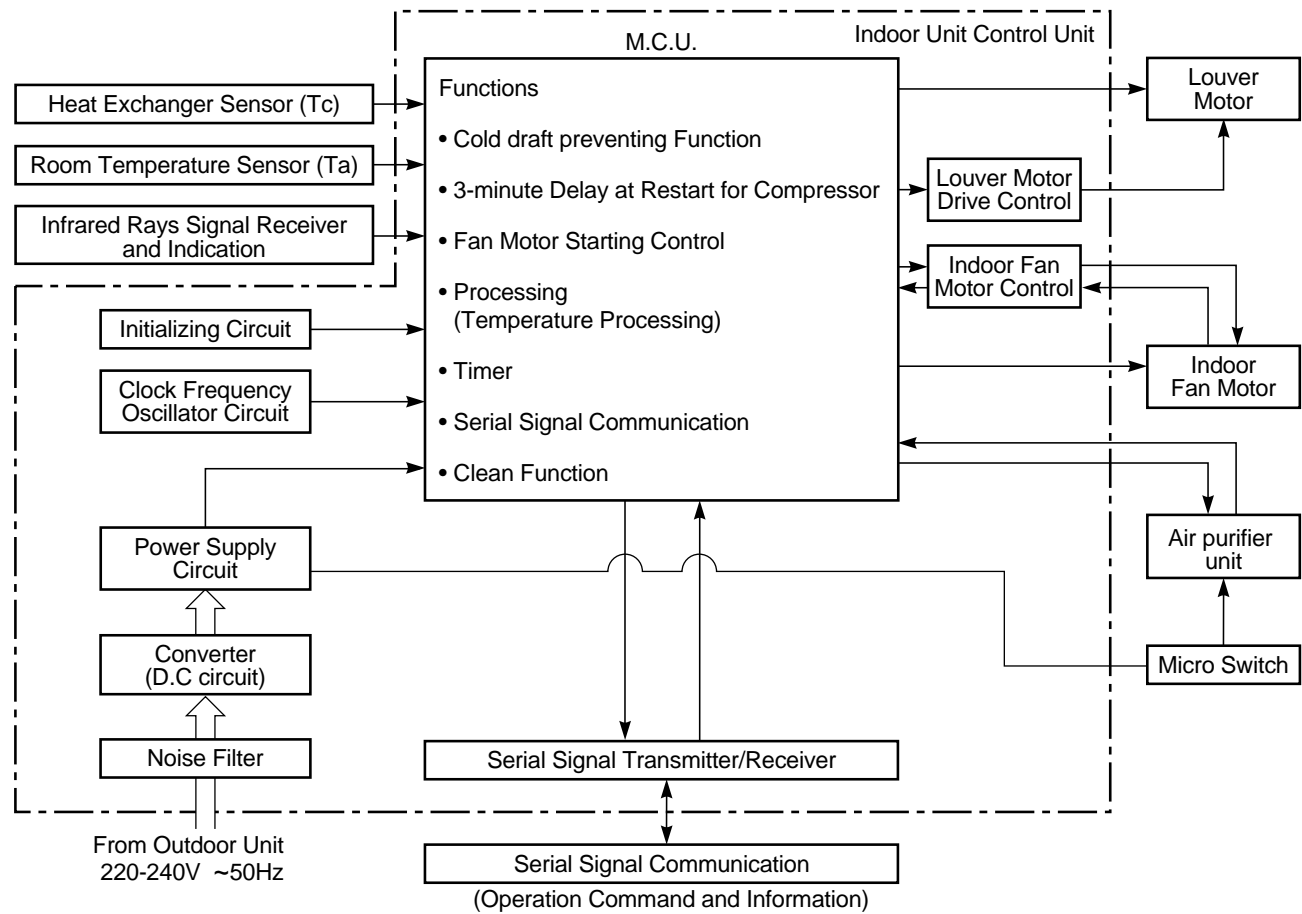 Indoor Unit Control Unit
M.C.U.
Functions
• Cold draft preventing Function
• 3-minute Delay at Restart for Compressor
• Fan Motor Starting Control
• Processing
(Temperature Processing)
• Timer
• Serial Signal Communication
• Clean Function
Heat Exchanger Sensor (Tc)
Room Temperature Sensor (Ta)
Infrared Rays Signal Receiver
and Indication
Initializing Circuit
Clock Frequency
Oscillator Circuit
Power Supply
Circuit
Converter
(D.C circuit)
Noise Filter
From Outdoor Unit
220-240V ~50Hz
Louver
Motor
Louver Motor
Drive Control
Indoor Fan
Motor Control
Indoor
Fan Motor
Air purifier
unit
Micro Switch
Serial Signal Transmitter/Receiver
Serial Signal Communication
(Operation Command and Information)